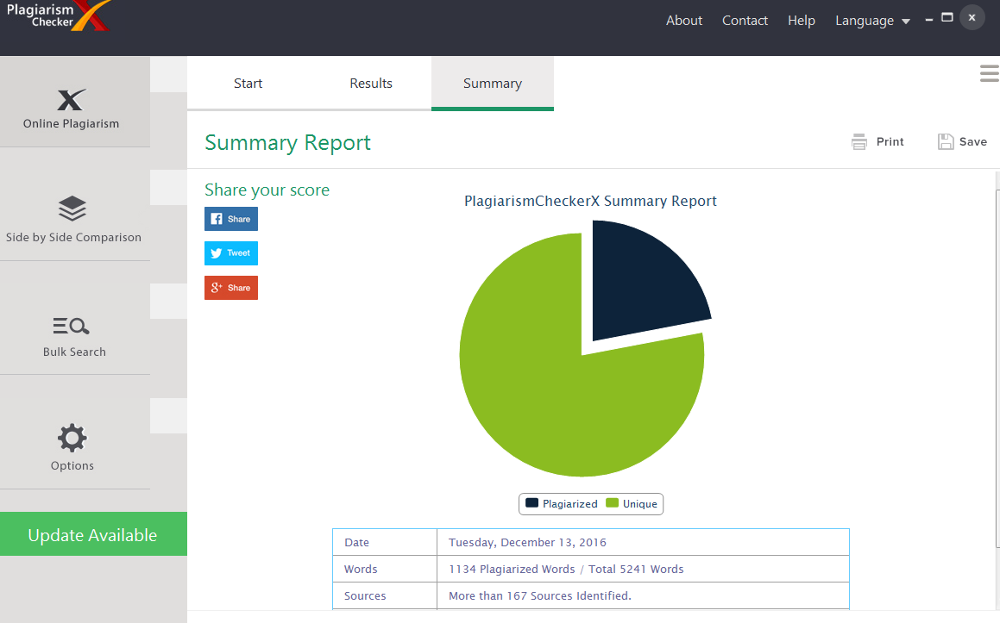 Plagiarism
Checker
X
About Contact Help Language
x
Online Plagiarism
Side by Side Comparison
Bulk Search
Options
Update Available
Start Results Summary
Summary Report
Print Save
Share your score
Share
Tweet
g+ Share
PlagiarismCheckerX Summary Report
Plagiarized Unique
Date Tuesday, December 13, 2016
Words 1134 Plagiarized Words / Total 5241 Words
Sources More than 167 Sources Identified.